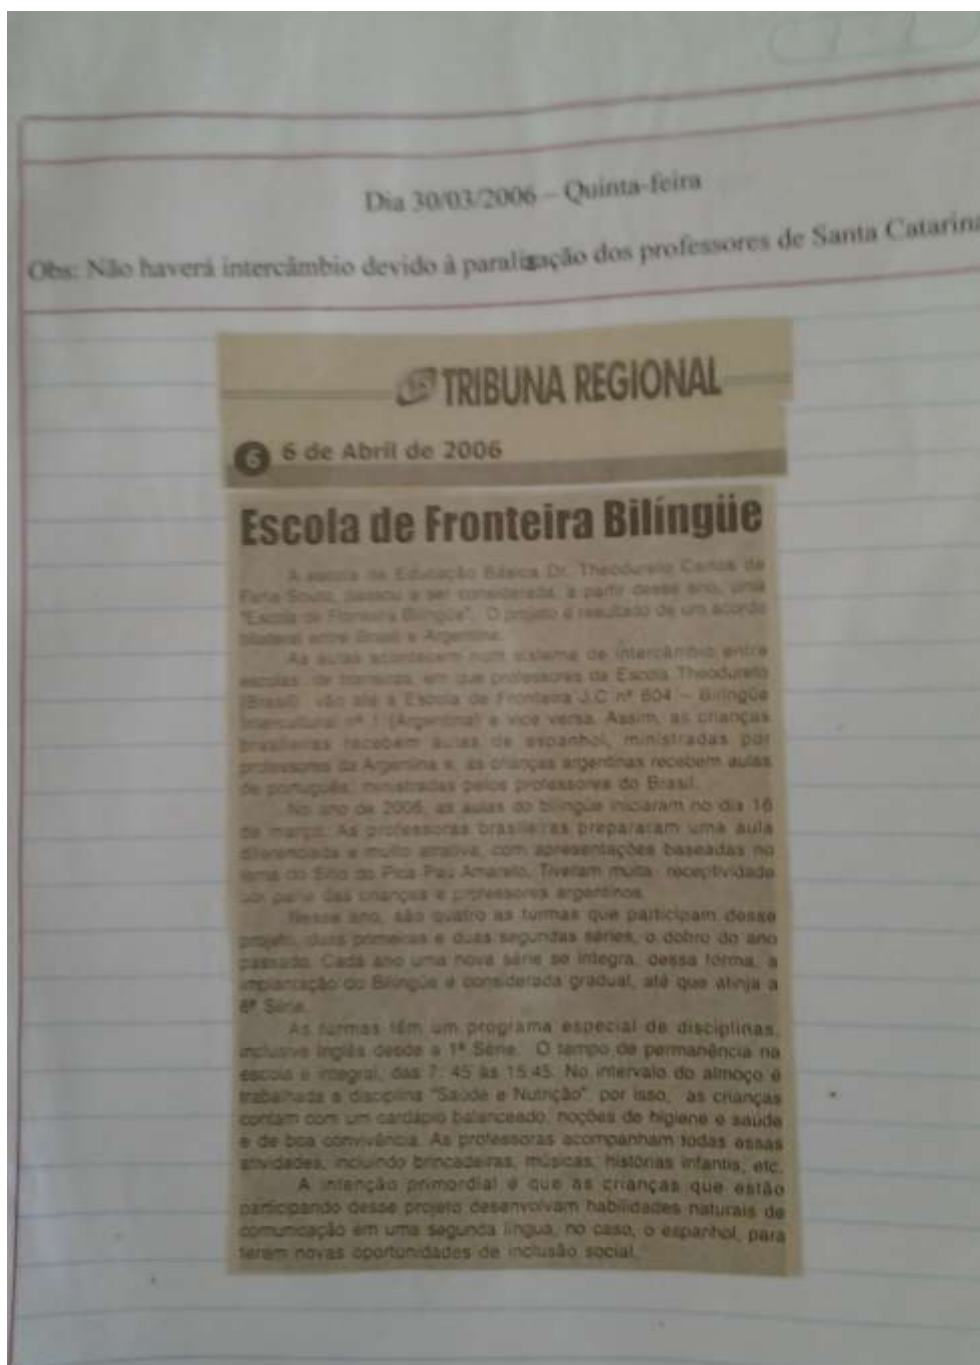 Dia 30/03/2006 – Quinta-feira
Obs: Não haverá intercâmbio devido à paralização dos professores de Santa Catarina
TRIBUNA REGIONAL
6 6 de Abril de 2006
Escola de Fronteira Bilíngüe
A escola de Educação Básica Dr. Theodureto Carlos de
Faria Souto, passou a ser considerada, a partir desse ano, uma
"Escola de Fronteira Bilíngüe". O projeto é resultado de um acordo
bilateral entre Brasil e Argentina.
As aulas acontecem num sistema de intercâmbio entre
escolas de fronteira, em que professores da Escola Theodureto
(Brasil) vão até a Escola de Fronteira J.C nº 604 – Bilingüe
Intercultural nº 1 (Argentina) e vice versa. Assim, as crianças
brasileiras recebem aulas de espanhol, ministradas por
professores da Argentina e, as crianças argentinas recebem aulas
de português, ministradas pelos professores do Brasil.
No ano de 2006, as aulas do bilíngüe iniciaram no dia 16
de março. As professoras brasileiras prepararam uma aula
diferenciada e muito atrativa, com apresentações baseadas no
tema do Sítio do Pica Pau Amarelo. Tiveram muita receptividade
por parte das crianças e professores argentinos.
Nesse ano, são quatro as turmas que participam desse
projeto, duas primeiras e duas segundas séries, o dobro do ano
passado. Cada ano uma nova série se integra, dessa forma, a
implantação do Bilíngüe é considerada gradual, até que atinja a
8ª Série.
As turmas têm um programa especial de disciplinas,
inclusive Inglês desde a 1ª Série. O tempo de permanência na
escola é integral, das 7: 45 às 15:45. No intervalo do almoço é
trabalhada a disciplina "Saúde e Nutrição", por isso, as crianças
contam com um cardápio balanceado, noções de higiene e saúde
e de boa convivência. As professoras acompanham todas essas
atividades, incluindo brincadeiras, músicas, histórias infantis, etc.
A intenção primordial é que as crianças que estão
participando desse projeto desenvolvam habilidades naturais de
comunicação em uma segunda língua, no caso, o espanhol, para
terem novas oportunidades de inclusão social.